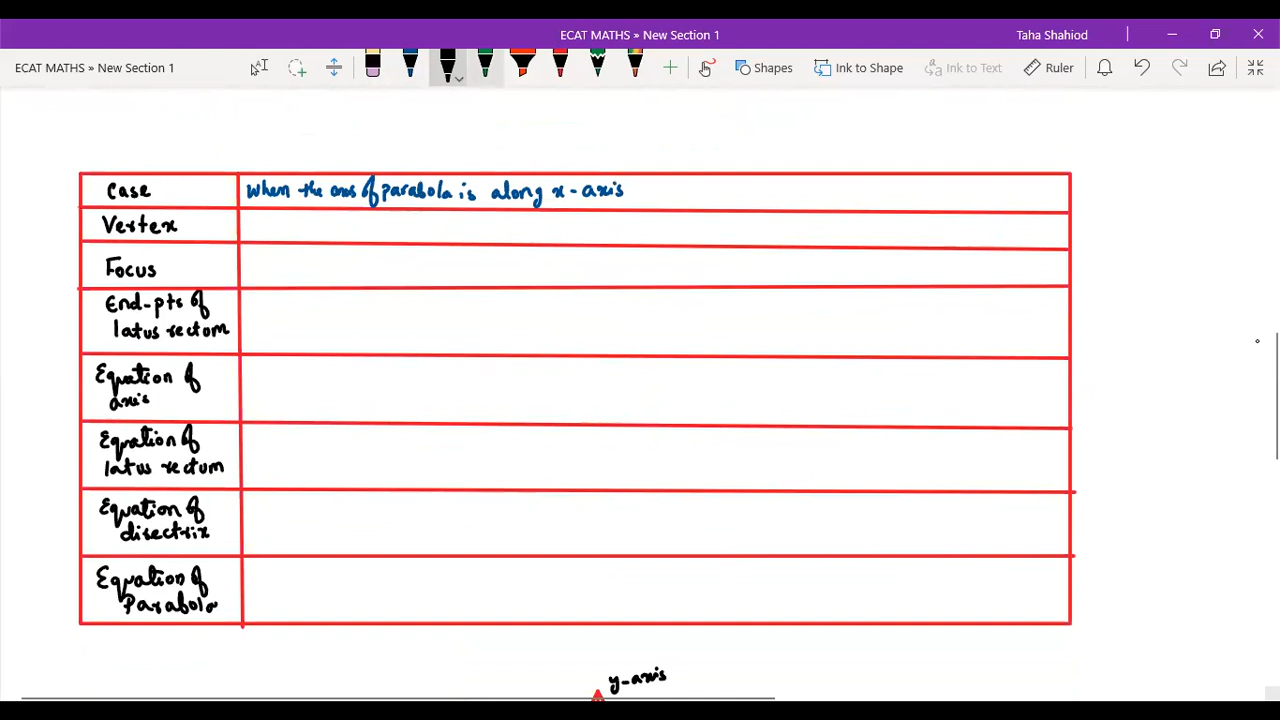 ECAT MATHS » New Section 1
Taha Shahiod
ECAT MATHS » New Section 1
Shapes
Ink to Shape
Ink to Text
Ruler
Case
When the axis of parabola is along x-axis
Vertex
Focus
End-pts of
latus rectum
Equation of
axis
Equation of
latus rectum
Equation of
directrix
Equation of
Parabola
y-axis